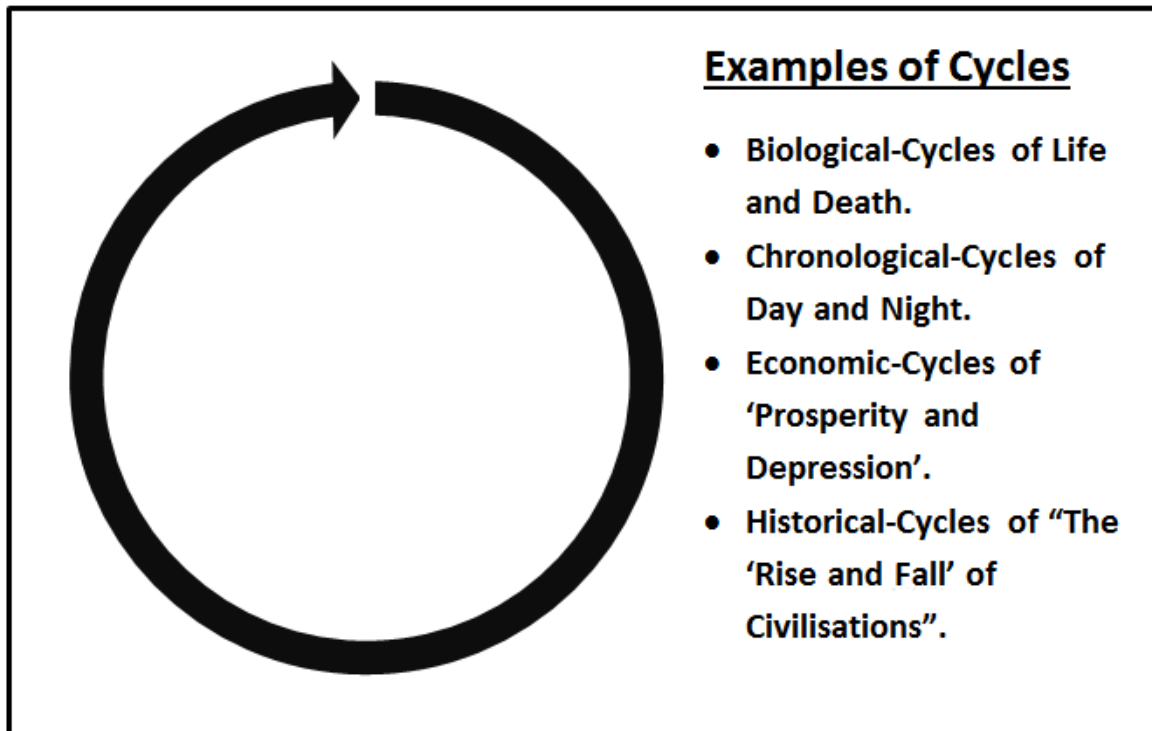 Examples of Cycles
• Biological-Cycles of Life
and Death.
• Chronological-Cycles of
Day and Night.
• Economic-Cycles of
‘Prosperity and
Depression’.
• Historical-Cycles of “The
‘Rise and Fall’ of
Civilisations”.